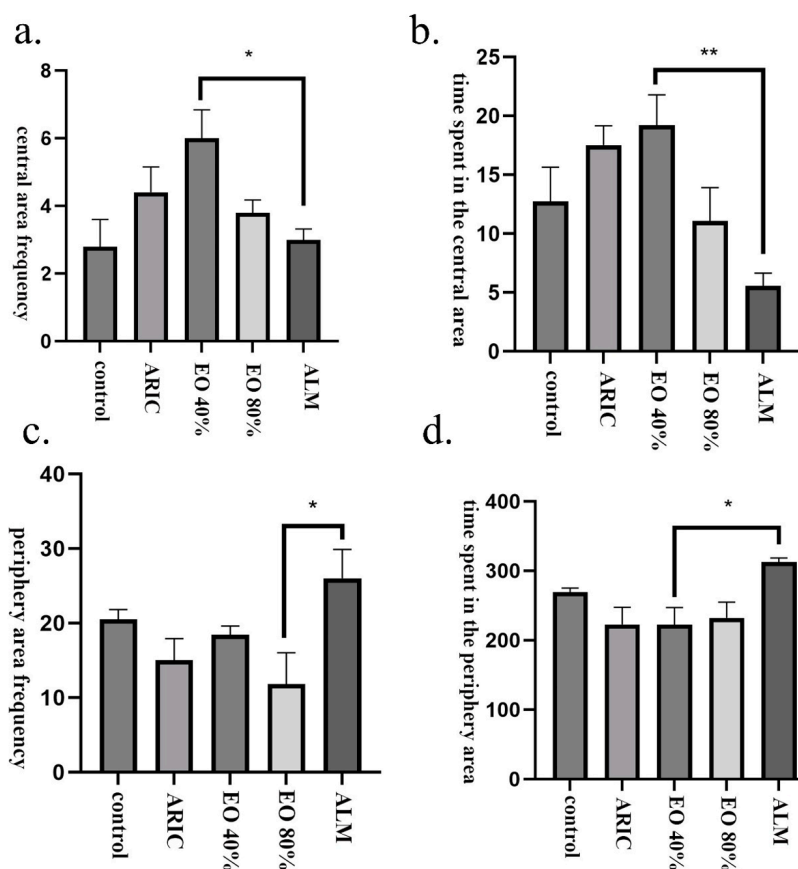 a.
central area frequency
8
6
4
2
0
*
control
ARIC
EO 40%
EO 80%
ALM
b.
time spent in the central area
25
20
15
10
5
0
**
control
ARIC
EO 40%
EO 80%
ALM
c.
periphery area frequency
40
30
20
10
0
*
control
ARIC
EO 40%
EO 80%
ALM
d.
time spent in the periphery area
400
300
200
100
0
*
control
ARIC
EO 40%
EO 80%
ALM